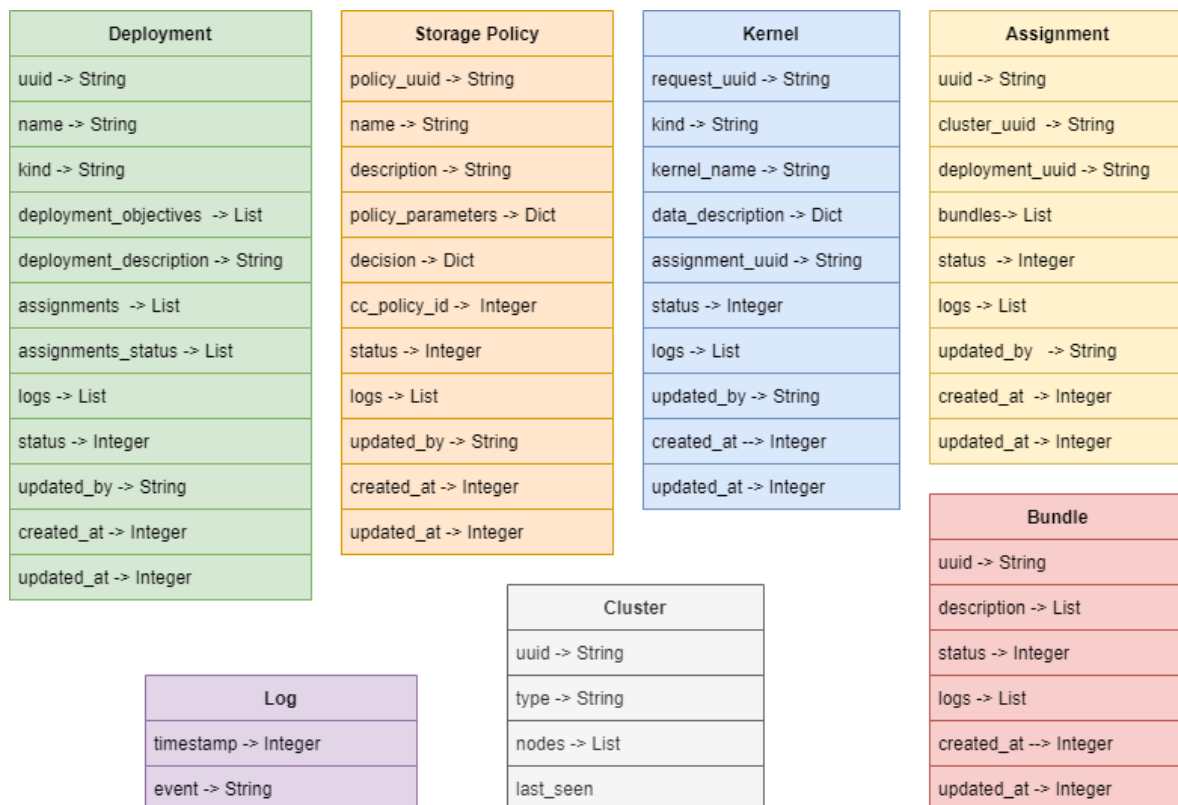 Deployment
uuid -> String
name -> String
kind -> String
deployment_objectives -> List
deployment_description -> String
assignments -> List
assignments_status -> List
logs -> List
status -> Integer
updated_by -> String
created_at -> Integer
updated_at -> Integer
Storage Policy
policy_uuid -> String
name -> String
description -> String
policy_parameters -> Dict
decision -> Dict
cc_policy_id -> Integer
status -> Integer
logs -> List
updated_by -> String
created_at -> Integer
updated_at -> Integer
Kernel
request_uuid -> String
kind -> String
kernel_name -> String
data_description -> Dict
assignment_uuid -> String
status -> Integer
logs -> List
updated_by -> String
created_at --> Integer
updated_at -> Integer
Assignment
uuid -> String
cluster_uuid -> String
deployment_uuid -> String
bundles-> List
status -> Integer
logs -> List
updated_by -> String
created_at -> Integer
updated_at -> Integer
Bundle
uuid -> String
description -> List
status -> Integer
logs -> List
created_at --> Integer
updated_at -> Integer
Cluster
uuid -> String
type -> String
nodes -> List
last_seen
Log
timestamp -> Integer
event -> String